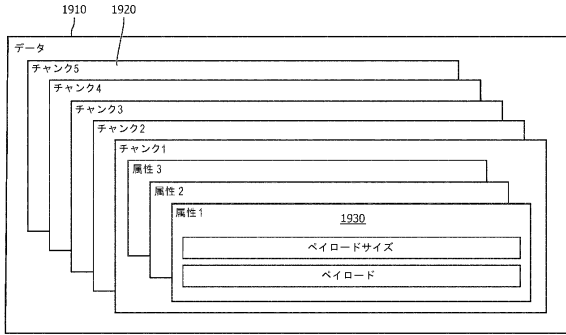 1910
1920
データ
チャンク5
チャンク4
チャンク3
チャンク2
チャンク1
属性3
属性2
属性1
1930
ペイロードサイズ
ペイロード